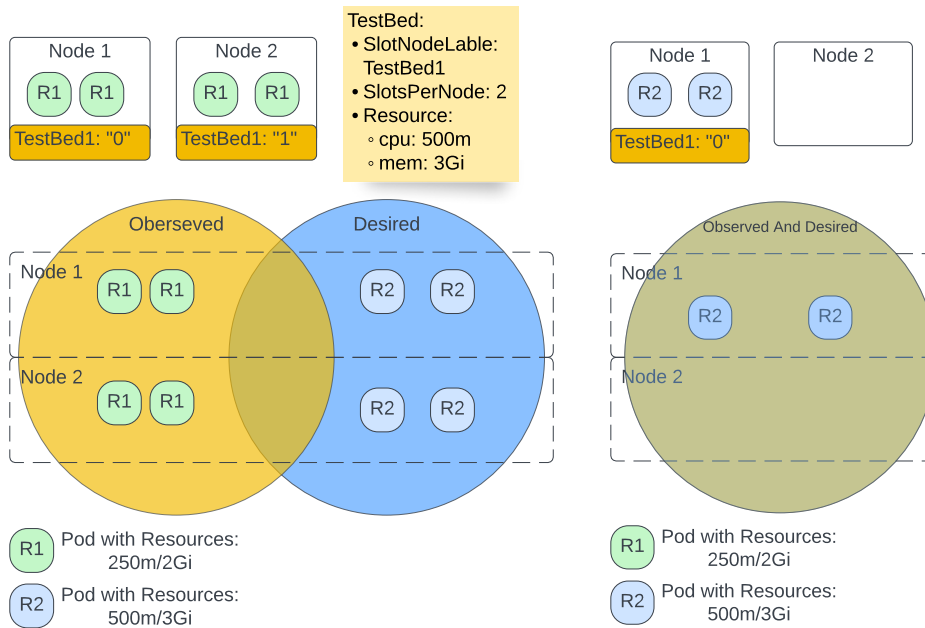 Node 1
R1 R1
TestBed1: "0"
Node 2
R1 R1
TestBed1: "1"
TestBed:
• SlotNodeLable:
TestBed1
• SlotsPerNode: 2
• Resource:
◦ cpu: 500m
◦ mem: 3Gi
Oberseved
Desired
Node 1
R1 R1
R2 R2
Node 2
R1 R1
R2 R2
R1
Pod with Resources:
250m/2Gi
R2
Pod with Resources:
500m/3Gi
Node 1
R2 R2
TestBed1: "0"
Node 2
Observed And Desired
Node 1
R2 R2
Node 2
R1
Pod with Resources:
250m/2Gi
R2
Pod with Resources:
500m/3Gi